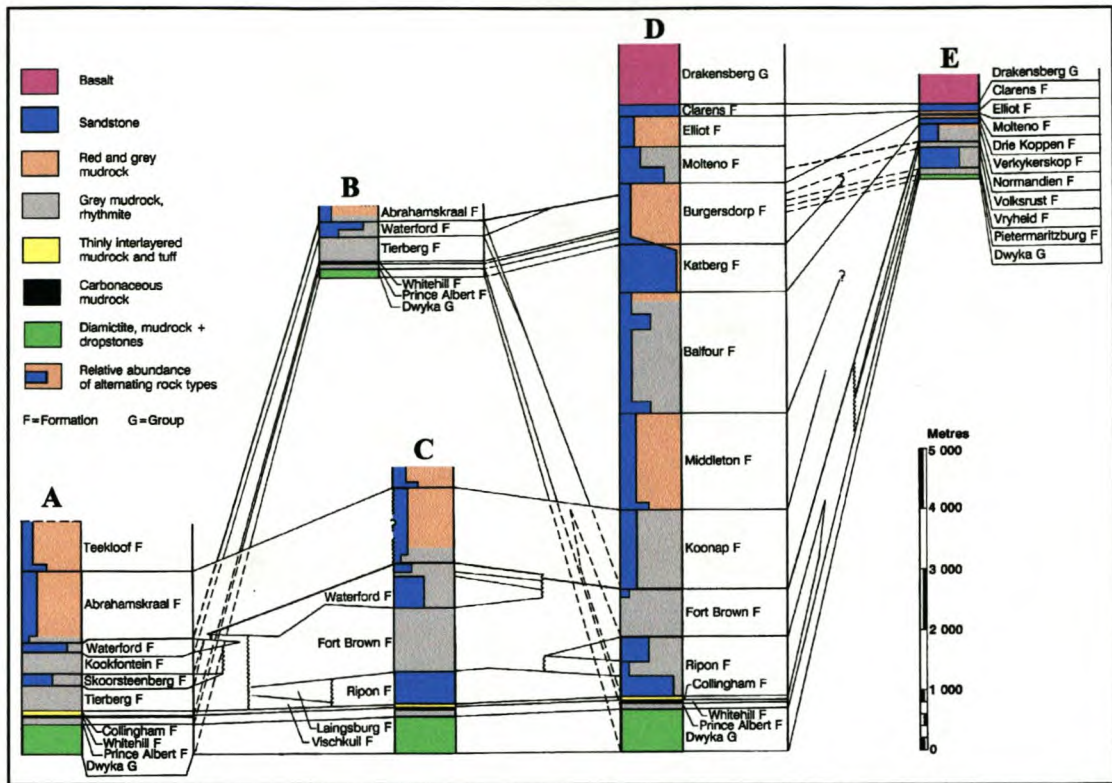 Basalt
Sandstone
Red and grey
mudrock
Grey mudrock,
rhythmite
Thinly interlayered
mudrock and tuff
Carbonaceous
mudrock
Diamictite, mudrock +
dropstones
Relative abundance
of alternating rock types
F=Formation G=Group
A
Teekloof F
Abrahamskraal F
Waterford F
Kookfontein F
Skoorsteenberg F
Tierberg F
Collingham F
Whitehill F
Prince Albert F
Dwyka G
B
Abrahamskraal F
Waterford F
Tierberg F
Whitehill F
Prince Albert F
Dwyka G
C
?
Waterford F
Fort Brown F
Ripon F
Laingsburg F
Vischkuil F
D
Drakensberg G
Clarens F
Elliot F
Molteno F
Burgersdorp F
Katberg F
Balfour F
Middleton F
Koonap F
Fort Brown F
Ripon F
Collingham F
Whitehill F
Prince Albert F
Dwyka G
?
?
E
Drakensberg G
Clarens F
Elliot F
Molteno F
Drie Koppen F
Verkykerskop F
Normandien F
Volksrust F
Vryheid F
Pietermaritzburg F
Dwyka G
Metres
5 000
4 000
3 000
2 000
1 000
0